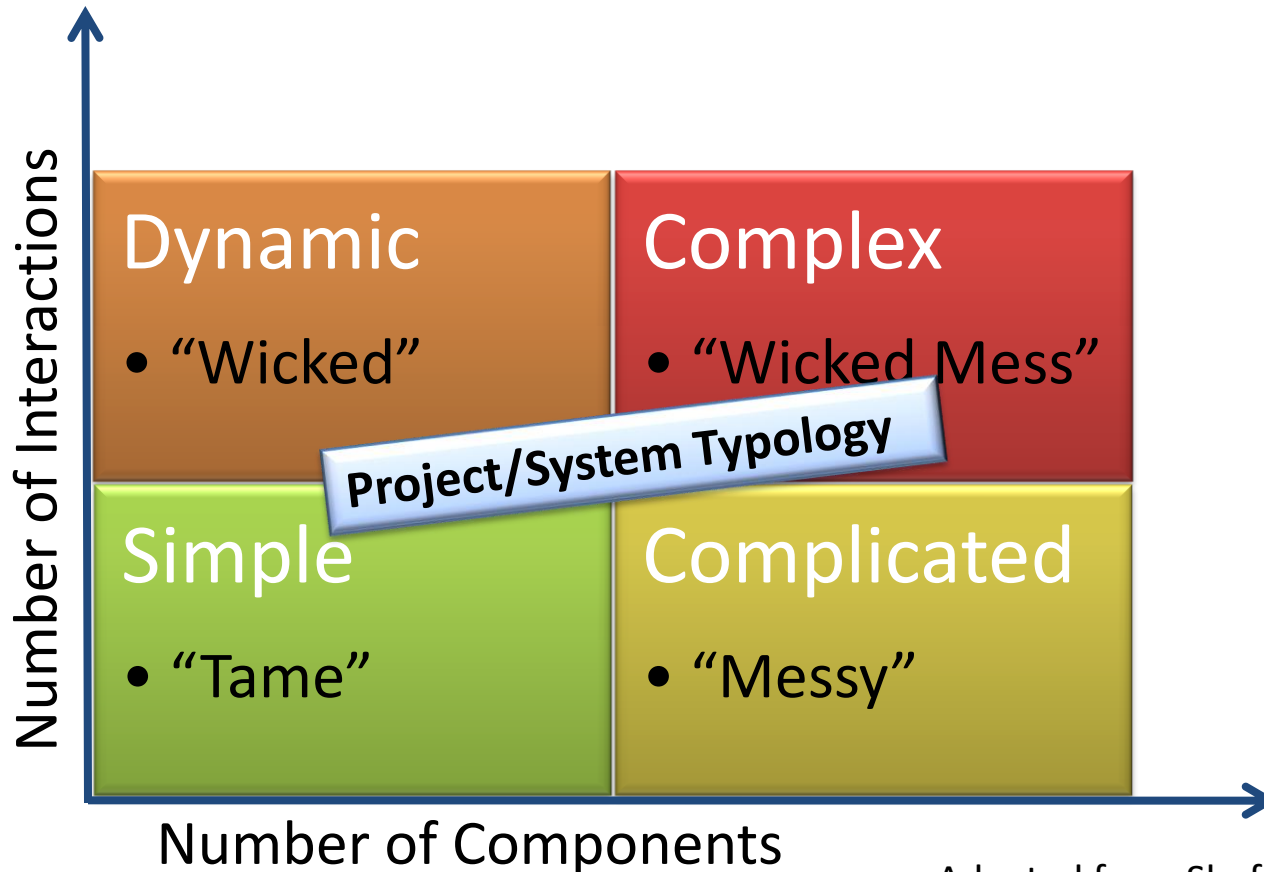 Number of Interactions
Dynamic
• “Wicked”
Complex
• “Wicked Mess”
Project/System Typology
Simple
• “Tame”
Complicated
• “Messy”
Number of Components